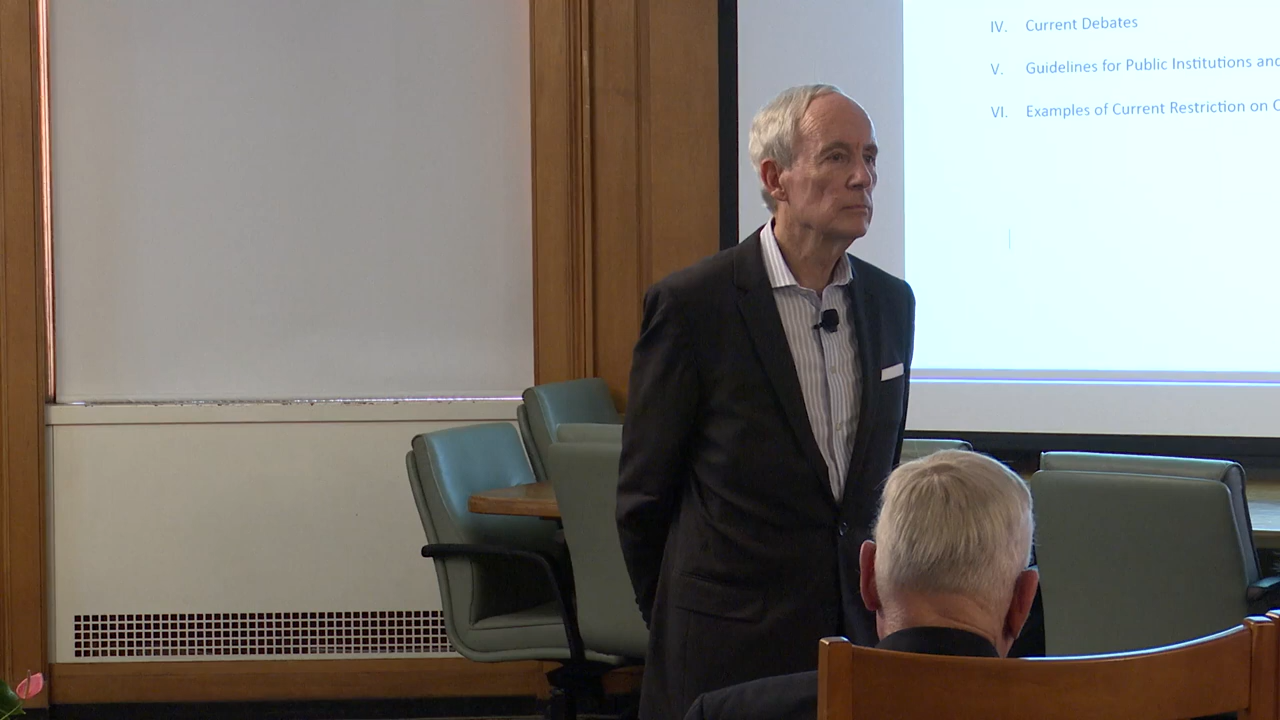 IV. Current Debates
V. Guidelines for Public Institutions and
VI. Examples of Current Restriction on